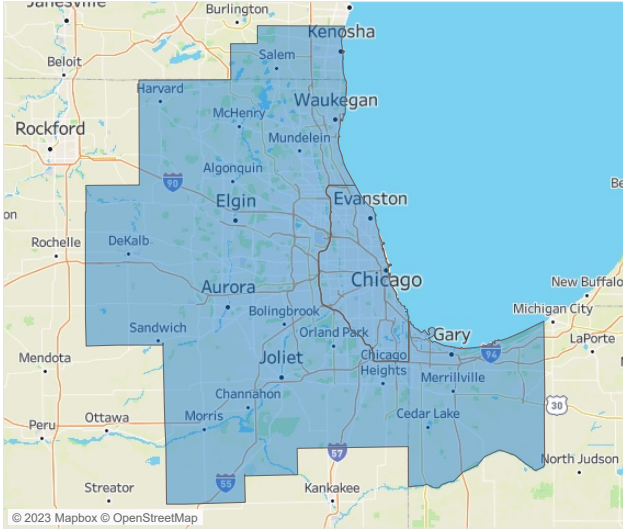 Janesville
Burlington
Kenosha
Beloit
Salem
Harvard
Waukegan
McHenry
Rockford
Mundelein
Algonquin
90
Elgin
Evanston
on
Be
Rochelle
DeKalb
Chicago
New Buffalo
Aurora
Bolingbrook
Michigan City
Sandwich
Orland Park
Gary
LaPorte
Mendota
Joliet
Chicago
Heights
94
Merrillville
Channahon
30
Peru
Ottawa
Morris
Cedar Lake
57
North Judson
Streator
55
Kankakee
© 2023 Mapbox © OpenStreetMap